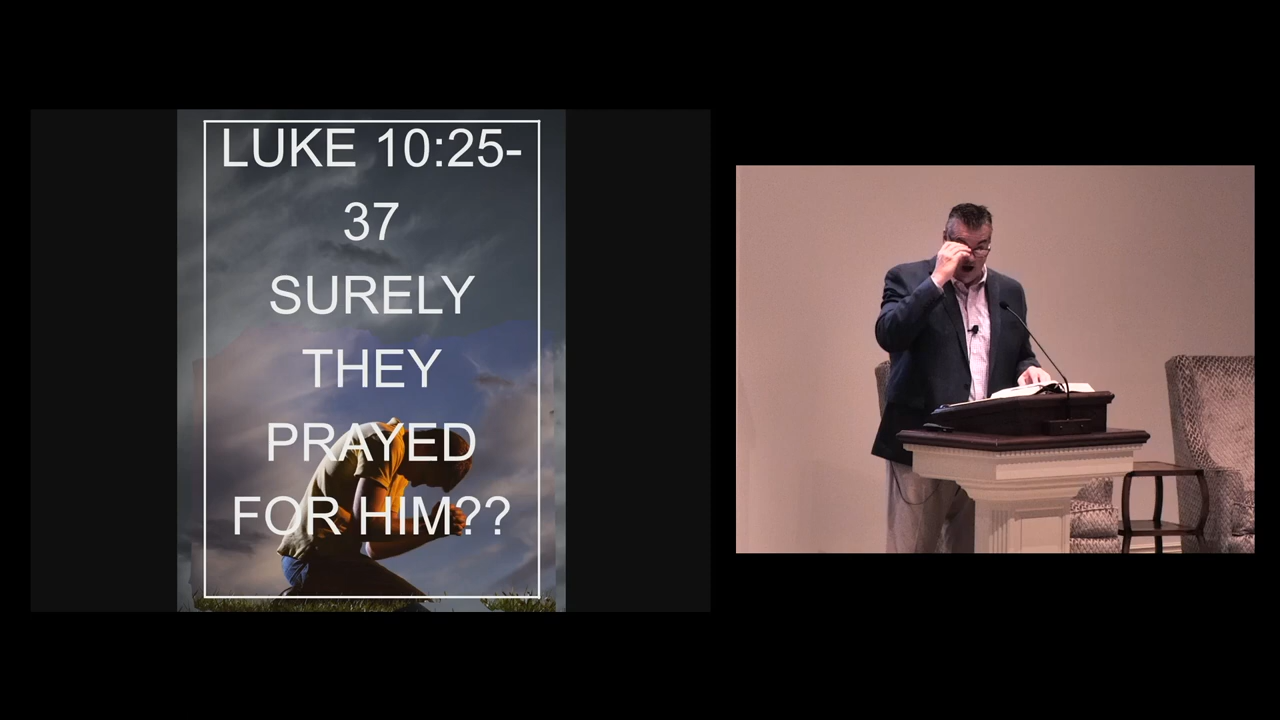 LUKE 10:25-
37
SURELY
THEY
PRAYED
FOR HIM??